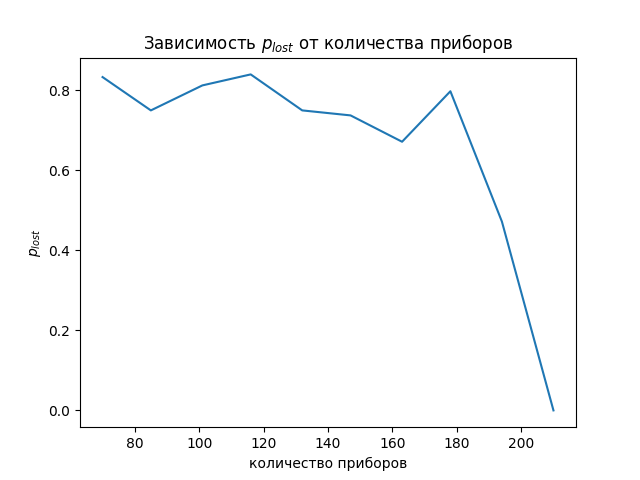 Зависимость p_lost от количества приборов
p_lost
0.8
0.6
0.4
0.2
0.0
80 100 120 140 160 180 200
количество приборов